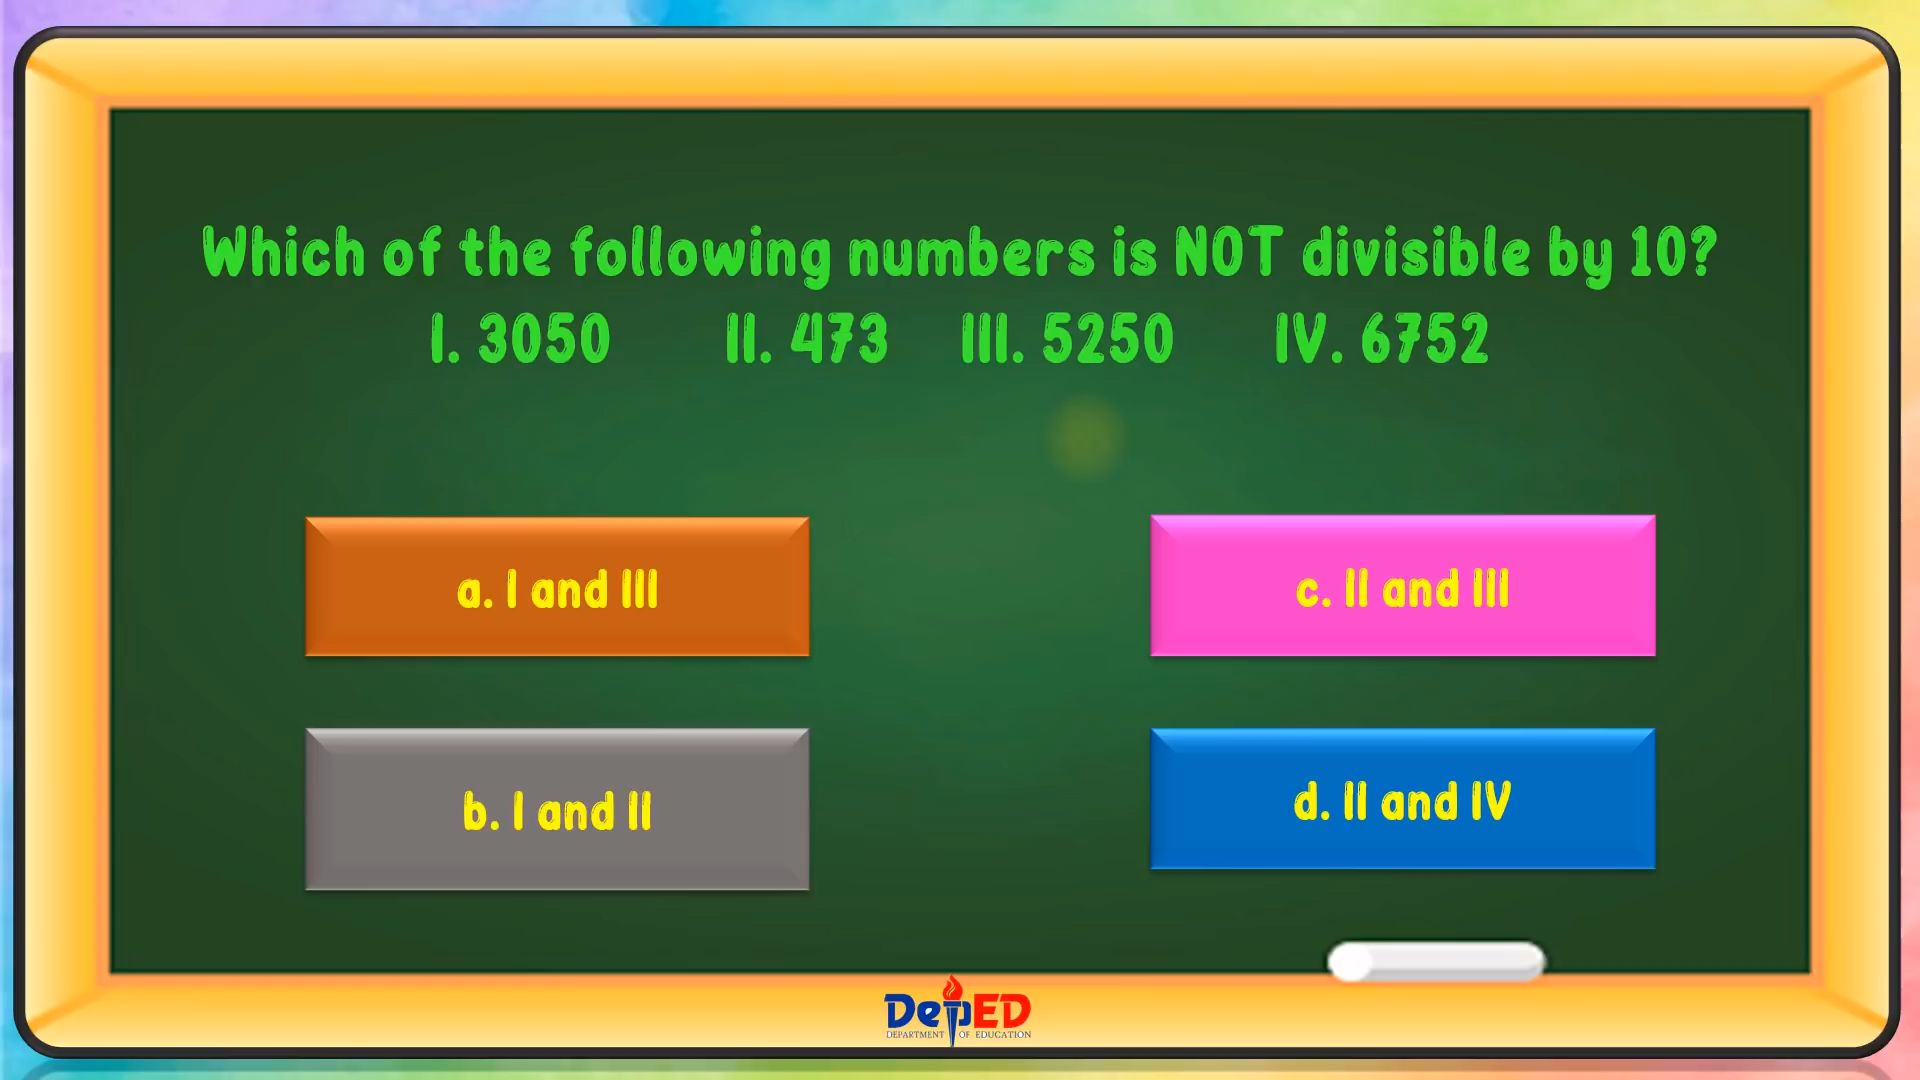 Which of the following numbers is NOT divisible by 10?
I. 3050 II. 473 III. 5250 IV. 6752
a. I and III
c. II and III
b. I and II
d. II and IV
DepED
DEPARTMENT OF EDUCATION